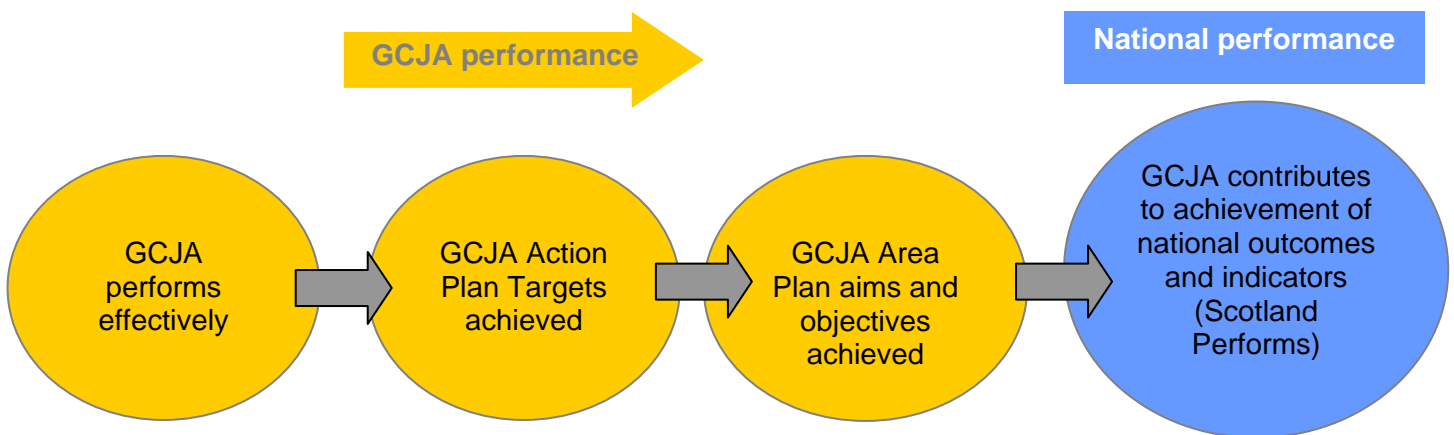 GCJA performance
National performance
GCJA
performs
effectively
GCJA Action
Plan Targets
achieved
GCJA Area
Plan aims and
objectives
achieved
GCJA contributes
to achievement of
national outcomes
and indicators
(Scotland
Performs)